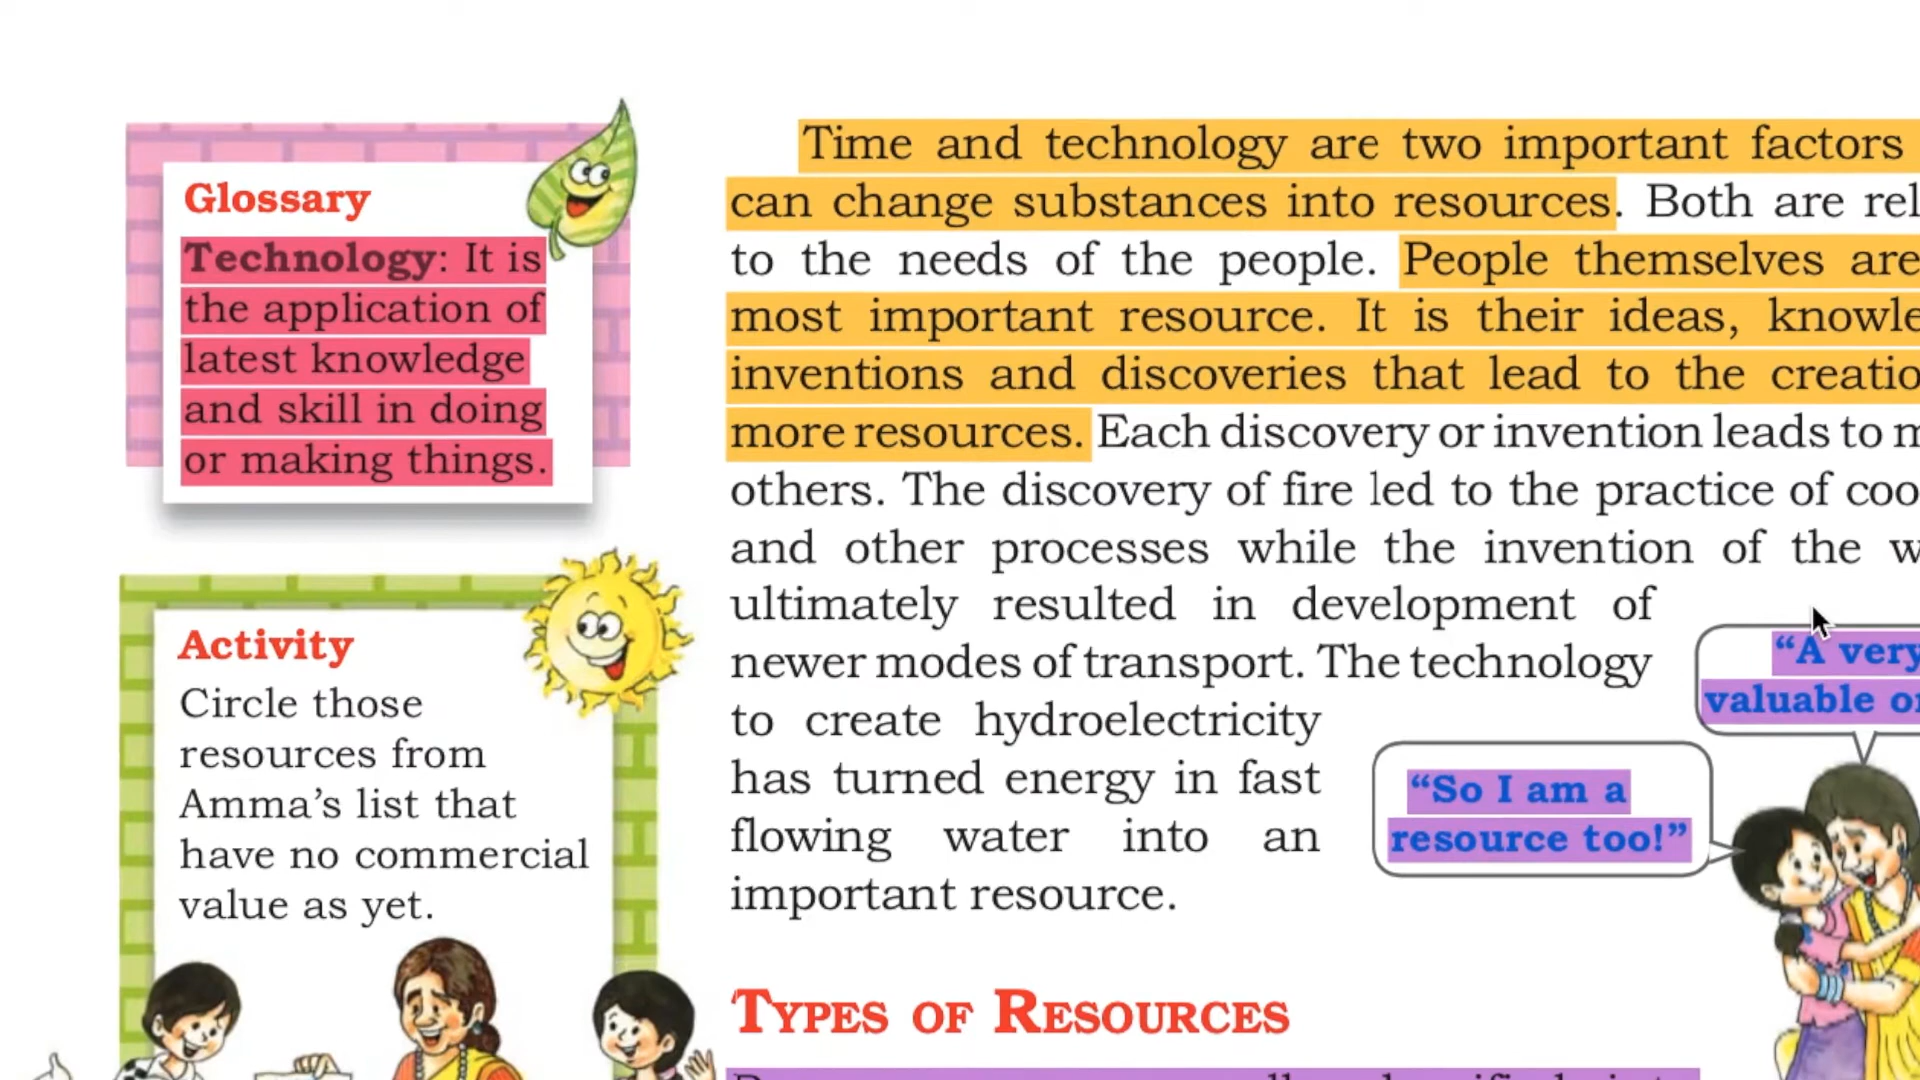 Glossary
Technology: It is
the application of
latest knowledge
and skill in doing
or making things.
Activity
Circle those
resources from
Amma's list that
have no commercial
value as yet.
Time and technology are two important factors
can change substances into resources. Both are
to the needs of the people. People themselves are
most important resource. It is their ideas,
inventions and discoveries that lead to the
more resources. Each discovery or invention leads to
others. The discovery of fire led to the practice of
and other processes while the invention of the
ultimately resulted in development of
newer modes of transport. The technology
to create hydroelectricity
has turned energy in fast
flowing water into an
important resource.
“A very
valuable
“So I am a
resource too!”
Types of Resources